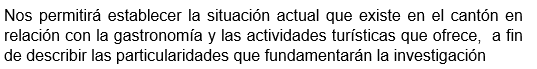 Nos permitirá establecer la situación actual que existe en el cantón en
relación con la gastronomía y las actividades turísticas que ofrece,  a fin
de describir las particularidades que fundamentarán la investigación